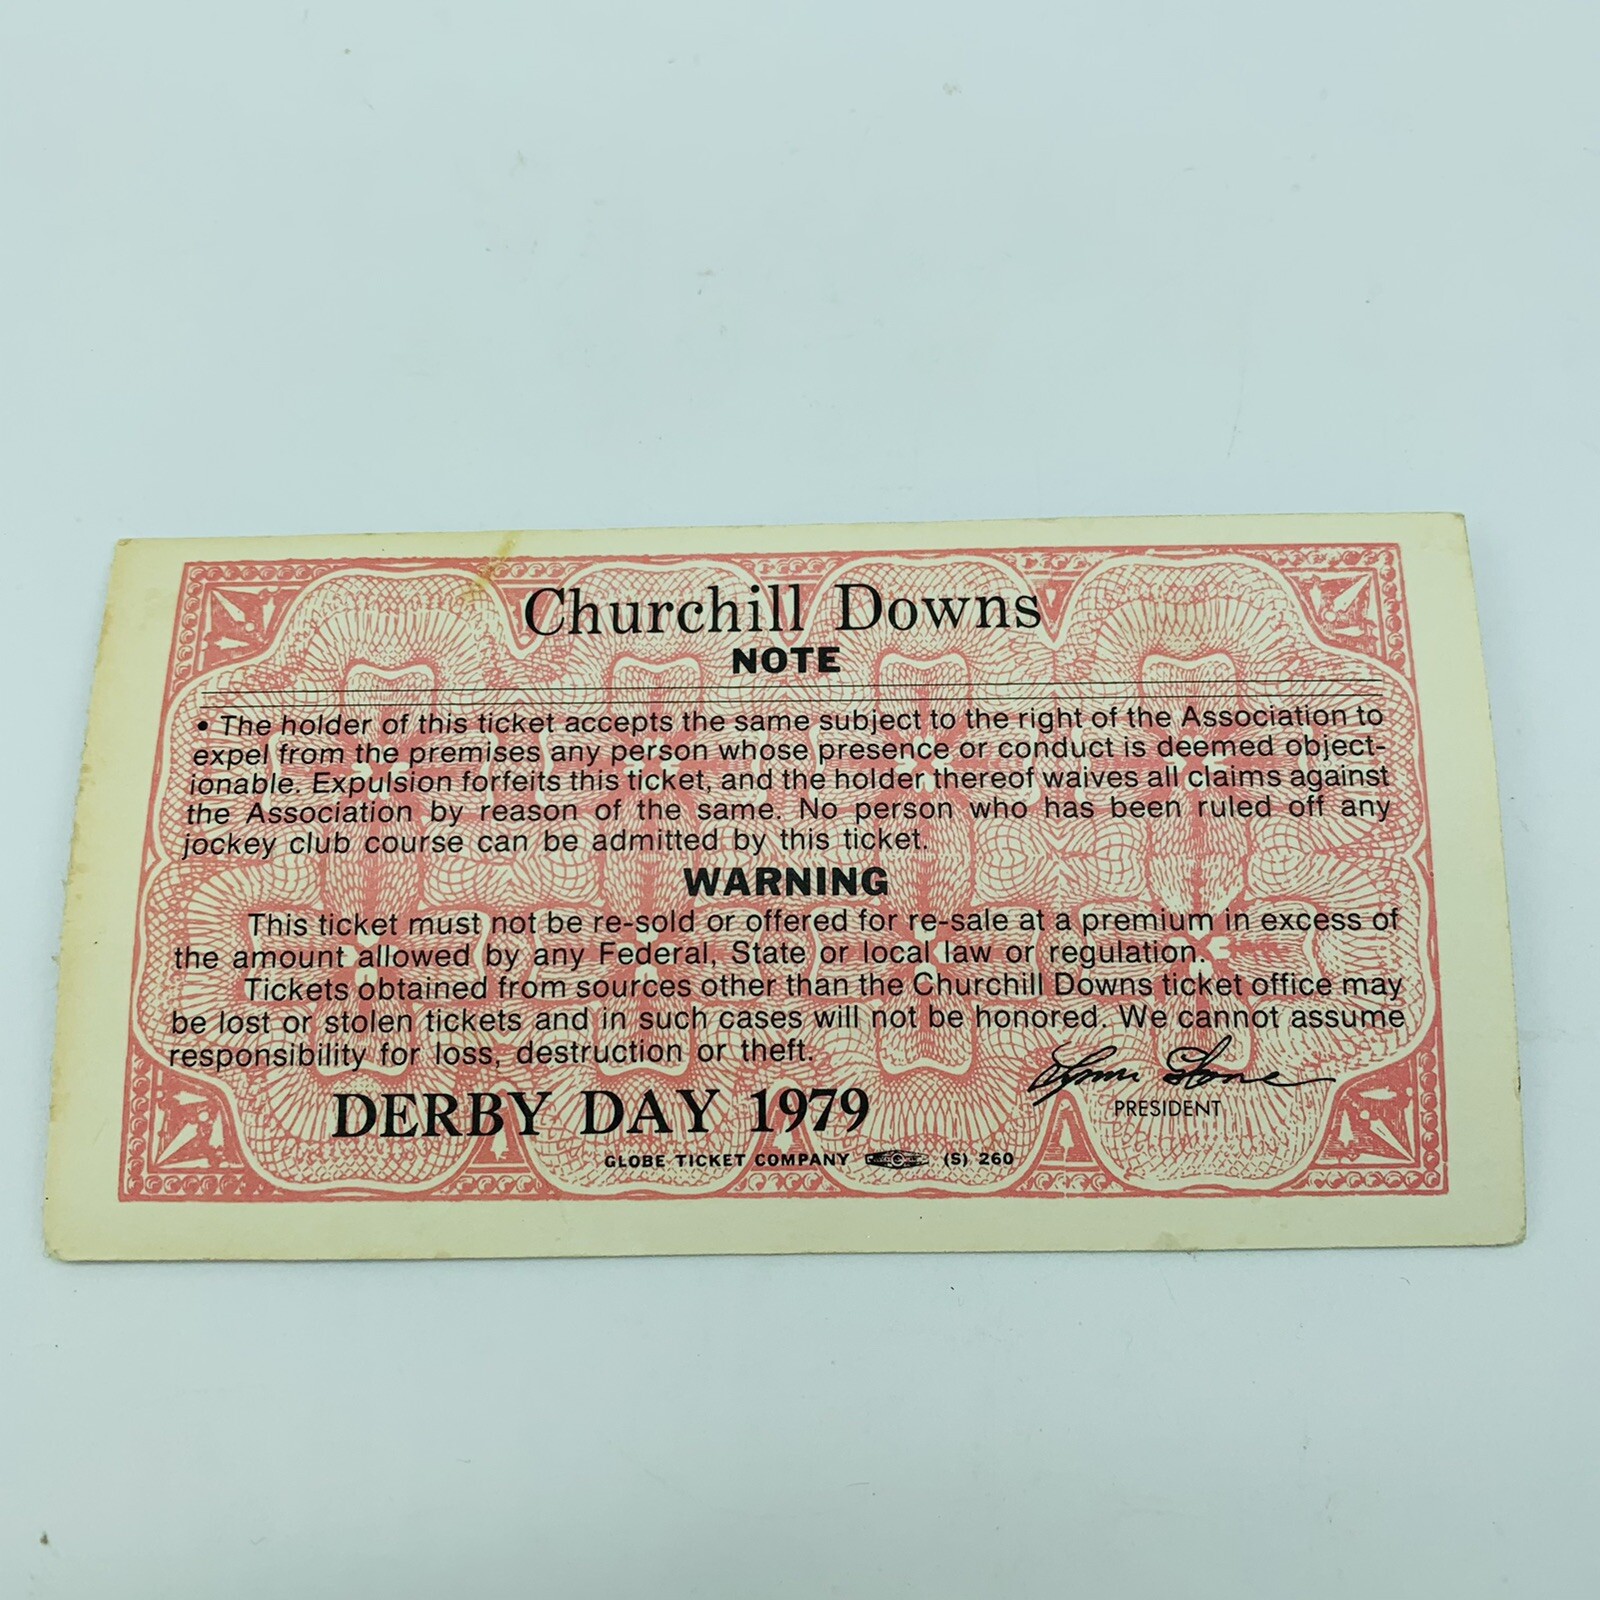 Churchill Downs
NOTE
• The holder of this ticket accepts the same subject to the right of the Association to
expel from the premises any person whose presence or conduct is deemed object-
ionable. Expulsion forfeits this ticket, and the holder thereof waives all claims against
the Association by reason of the same. No person who has been ruled off any
jockey club course can be admitted by this ticket.
WARNING
This ticket must not be re-sold or offered for re-sale at a premium in excess of
the amount allowed by any Federal, State or local law or regulation.
Tickets obtained from sources other than the Churchill Downs ticket office may
be lost or stolen tickets and in such cases will not be honored. We cannot assume
responsibility for loss, destruction or theft.
Lynn Stone
PRESIDENT
DERBY DAY 1979
GLOBE TICKET COMPANY (S) 260